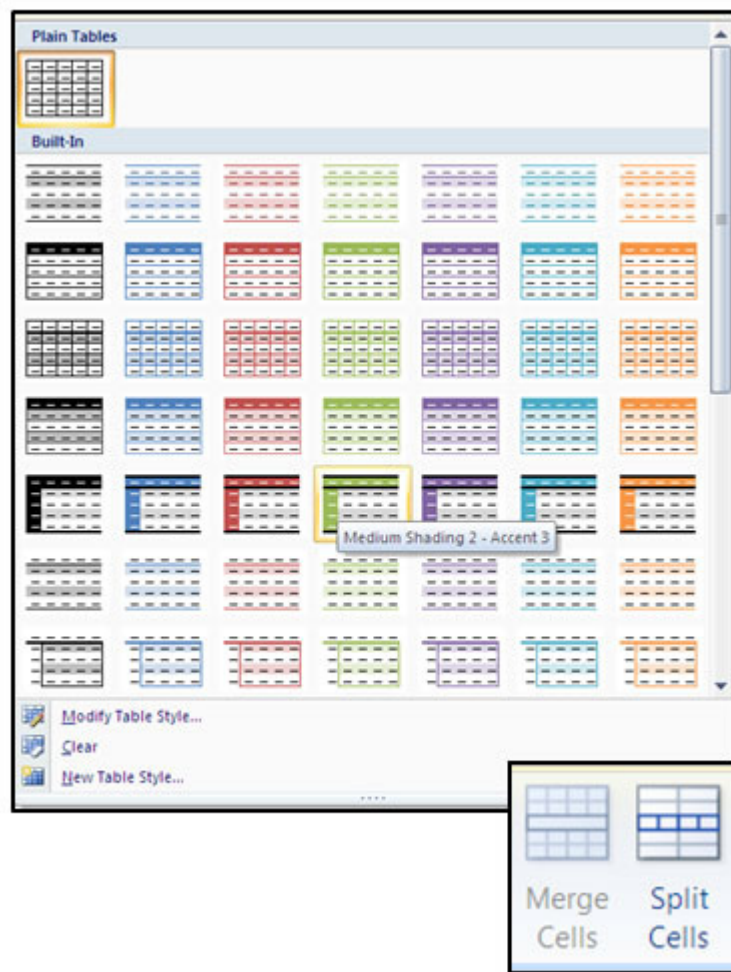 Plain Tables
Built-In
Medium Shading 2 - Accent 3
Modify Table Style...
Clear
New Table Style...
Merge Cells
Split Cells